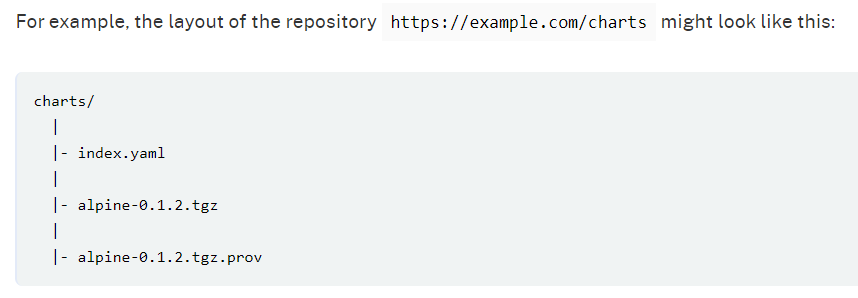 For example, the layout of the repository https://example.com/charts might look like this:
charts/
  |
  |- index.yaml
  |
  |- alpine-0.1.2.tgz
  |
  |- alpine-0.1.2.tgz.prov